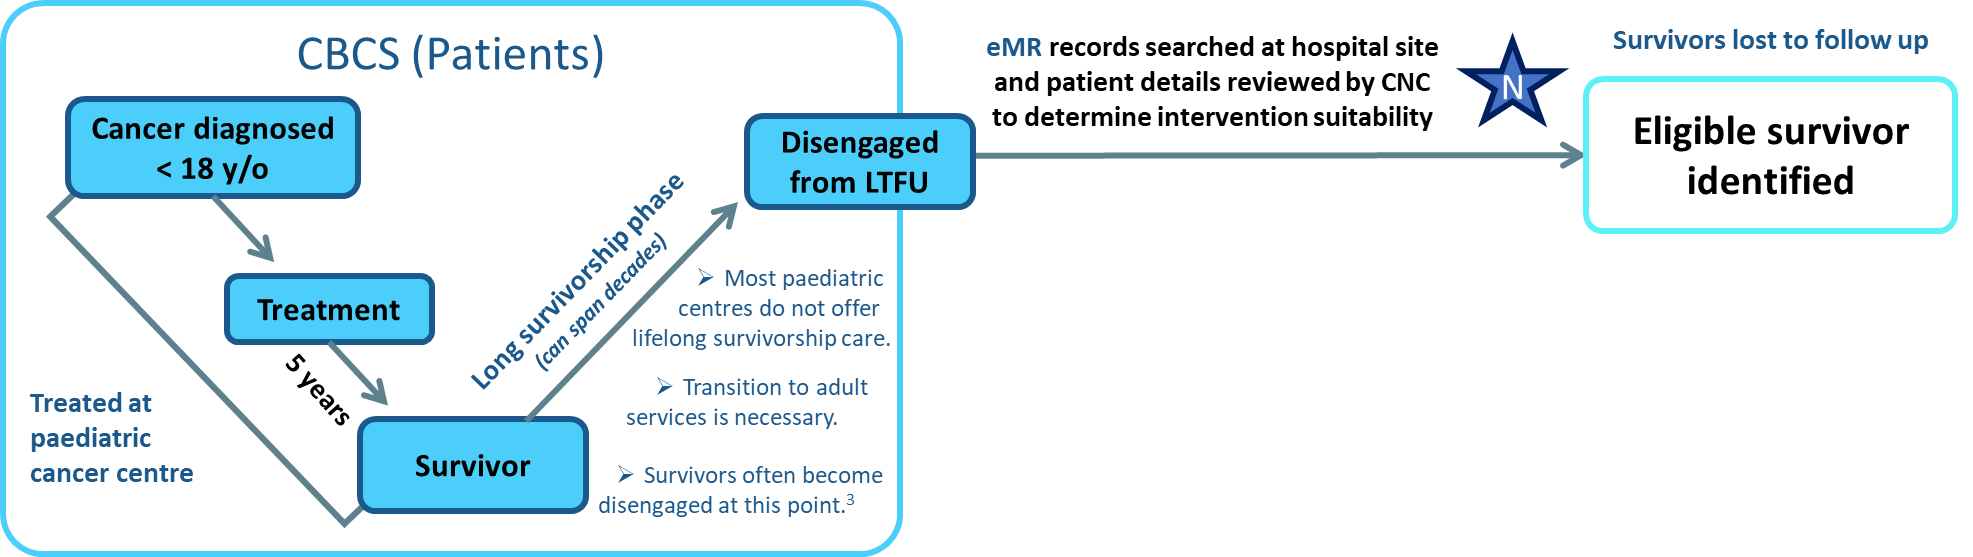 CBCS (Patients)
Cancer diagnosed
< 18 y/o
Treatment
5 years
Survivor
Treated at
paediatric
cancer centre
Long survivorship phase
(can span decades)
Disengaged
from LTFU
➢ Most paediatric
centres do not offer
lifelong survivorship care.
➢ Transition to adult
services is necessary.
➢ Survivors often become
disengaged at this point.³
eMR records searched at hospital site
and patient details reviewed by CNC
to determine intervention suitability
N
Survivors lost to follow up
Eligible survivor
identified